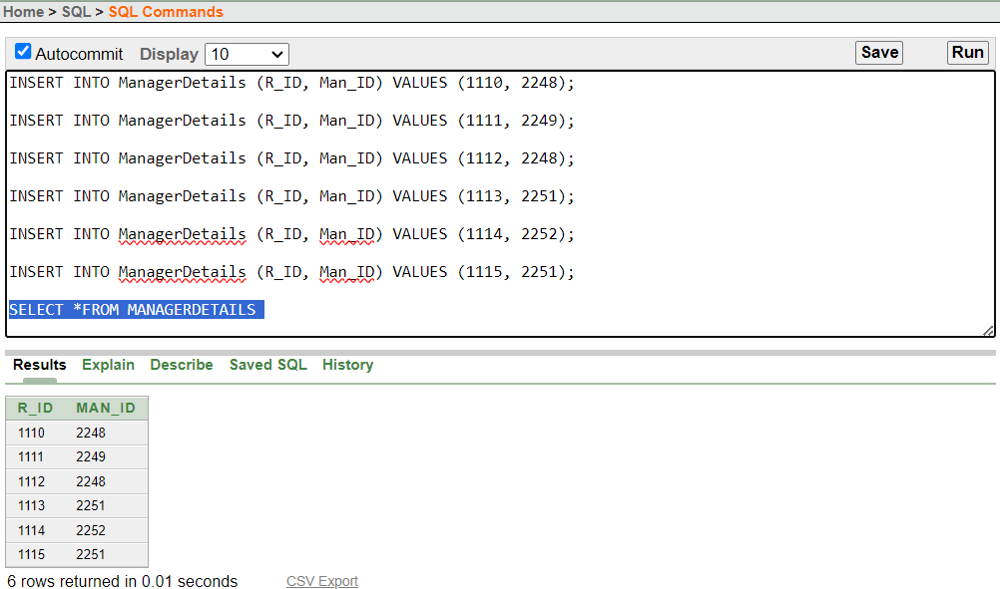 Home > SQL > SQL Commands
Autocommit Display 10 Save Run
INSERT INTO ManagerDetails (R_ID, Man_ID) VALUES (1110, 2248);
INSERT INTO ManagerDetails (R_ID, Man_ID) VALUES (1111, 2249);
INSERT INTO ManagerDetails (R_ID, Man_ID) VALUES (1112, 2248);
INSERT INTO ManagerDetails (R_ID, Man_ID) VALUES (1113, 2251);
INSERT INTO ManagerDetails (R_ID, Man_ID) VALUES (1114, 2252);
INSERT INTO ManagerDetails (R_ID, Man_ID) VALUES (1115, 2251);
SELECT *FROM MANAGERDETAILS
Results Explain Describe Saved SQL History
R_ID MAN_ID
1110 2248
1111 2249
1112 2248
1113 2251
1114 2252
1115 2251
6 rows returned in 0.01 seconds CSV Export